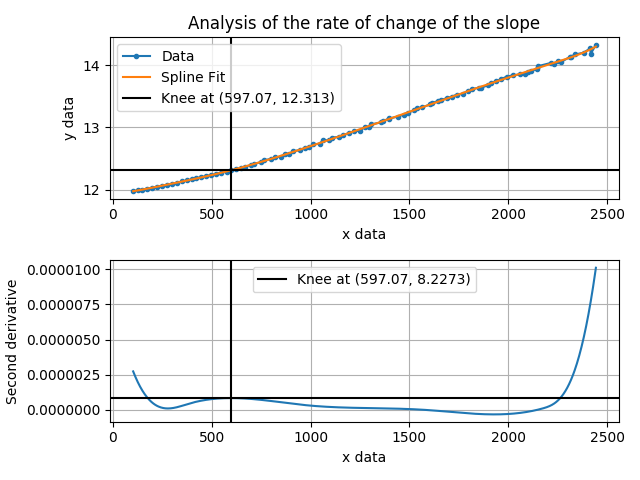 Analysis of the rate of change of the slope
Data
Spline Fit
Knee at (597.07, 12.313)
14
13
12
y data
0 500 1000 1500 2000 2500
x data
Knee at (597.07, 8.2273)
0.0000100
0.0000075
0.0000050
0.0000025
0.0000000
Second derivative
0 500 1000 1500 2000 2500
x data